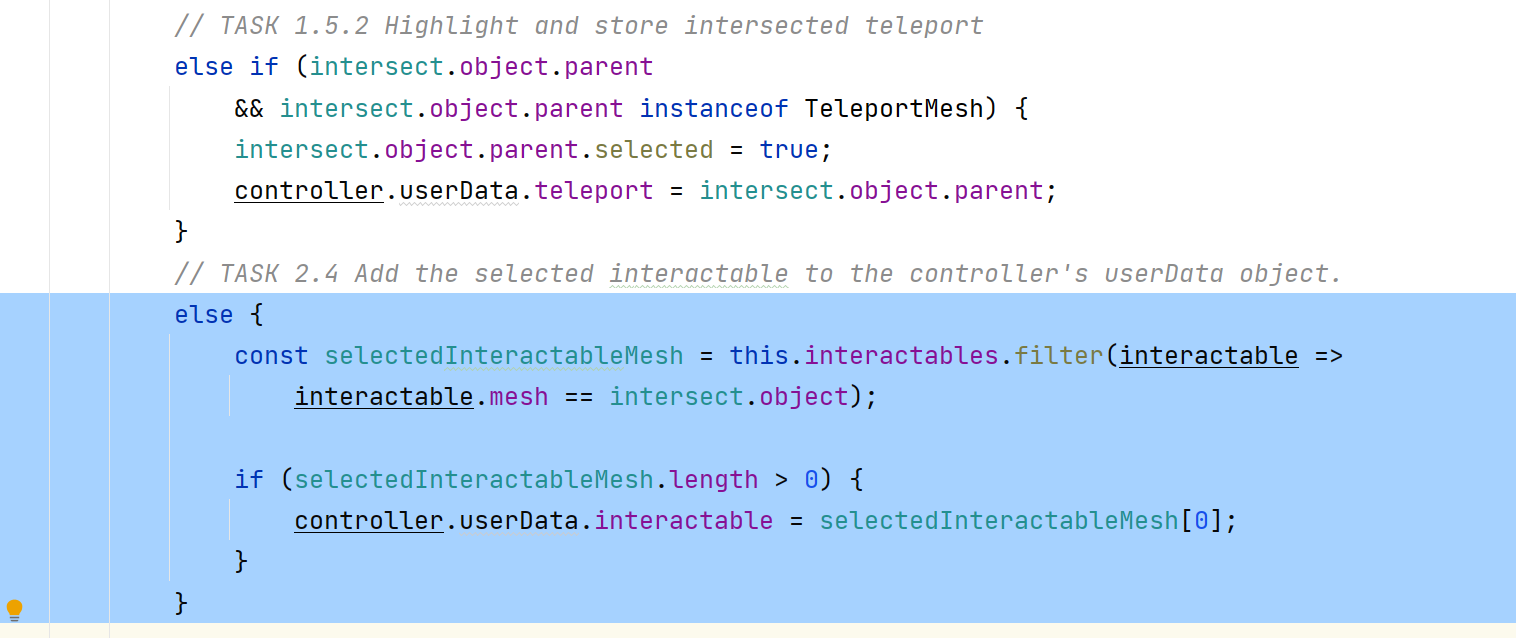 // TASK 1.5.2 Highlight and store intersected teleport
else if (intersect.object.parent
&& intersect.object.parent instanceof TeleportMesh) {
intersect.object.parent.selected = true;
controller.userData.teleport = intersect.object.parent;
}
// TASK 2.4 Add the selected interactable to the controller's userData object.
else {
const selectedInteractableMesh = this.interactables.filter(interactable =>
interactable.mesh == intersect.object);
if (selectedInteractableMesh.length > 0) {
controller.userData.interactable = selectedInteractableMesh[0];
}
}